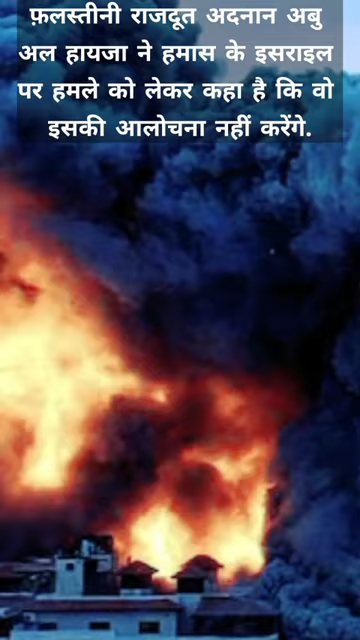 फ़लस्तीनी राजदूत अदनान अबु
अल हायजा ने हमास के इसराइल
पर हमले को लेकर कहा है कि वो
इसकी आलोचना नहीं करेंगे.